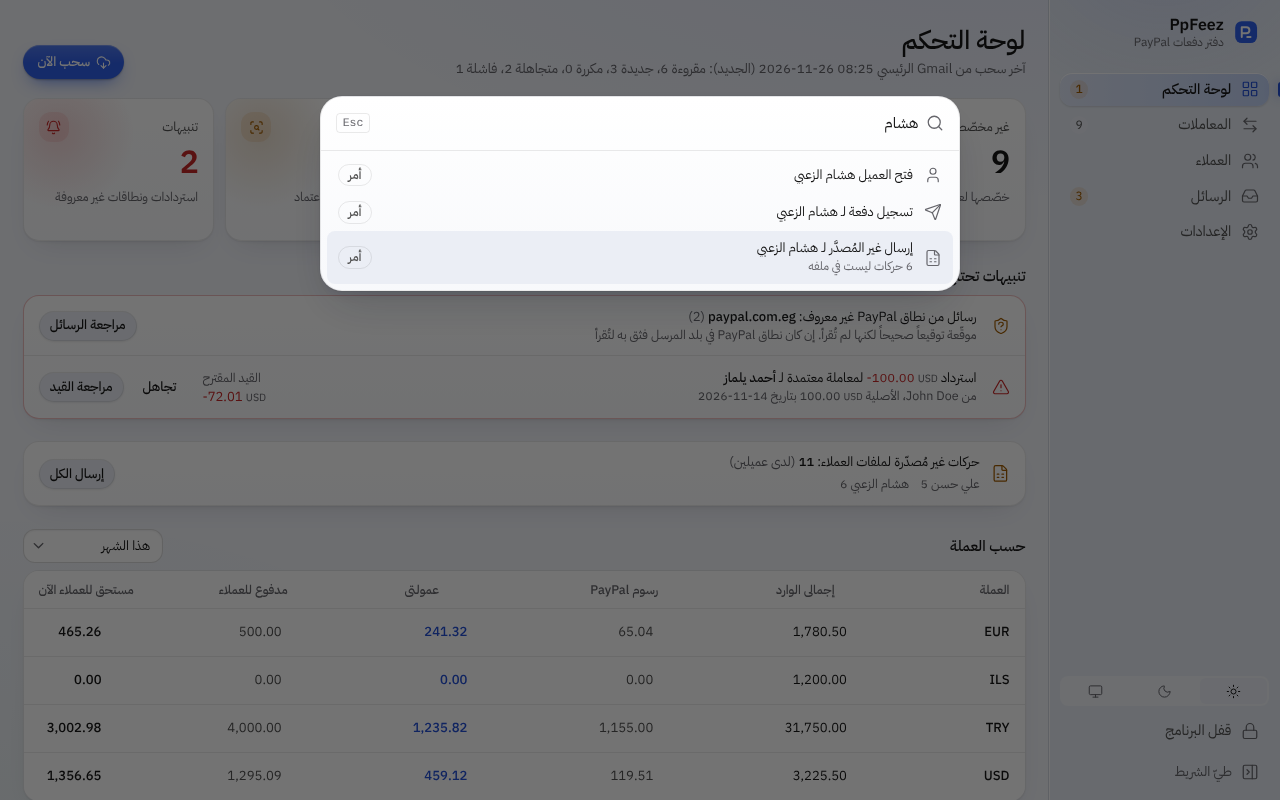 PpFeez
دفتر دفعات PayPal
لوحة التحكم 1
المعاملات 9
العملاء
الرسائل 3
الإعدادات
قفل البرنامج
طيّ الشريط
لوحة التحكم
آخر سحب من Gmail الرئيسي 2026-11-26 08:25 (الجديد): مقروءة 6، جديدة 3، مكررة 0، متجاهلة 2، فاشلة 1
سحب الآن
هشام
Esc
فتح العميل هشام الزعبي
أمر
تسجيل دفعة لـ هشام الزعبي
أمر
إرسال غير المُصدَّر لـ هشام الزعبي
6 حركات ليست في ملفه
أمر
غير مخصّص
9
خصّصها
تنبيهات
2
استردادات ونطاقات غير معروفة
تنبيهات
رسائل من نطاق PayPal غير معروف: paypal.com.eg (2)
موقّعة توقيعاً صحيحاً لكنها لم تُقرأ. إن كان نطاق PayPal في بلد المرسل فثق به لتُقرأ
مراجعة الرسائل
استرداد -100.00 USD لمعاملة معتمدة لـ أحمد يلماز
من John Doe، الأصلية 100.00 USD بتاريخ 2026-11-14
القيد المقترح
-72.01 USD
تجاهل
مراجعة القيد
حركات غير مُصدّرة لملفات العملاء: 11 (لدى عميلين)
علي حسن 5 هشام الزعبي 6
إرسال الكل
حسب العملة
هذا الشهر
العملة إجمالي الوارد رسوم PayPal عمولتي مدفوع للعملاء مستحق للعملاء الآن
EUR 1,780.50 65.04 241.32 500.00 465.26
ILS 1,200.00 0.00 0.00 0.00 0.00
TRY 31,750.00 1,155.00 1,235.82 4,000.00 3,002.98
USD 3,225.50 119.51 459.12 1,295.09 1,356.65